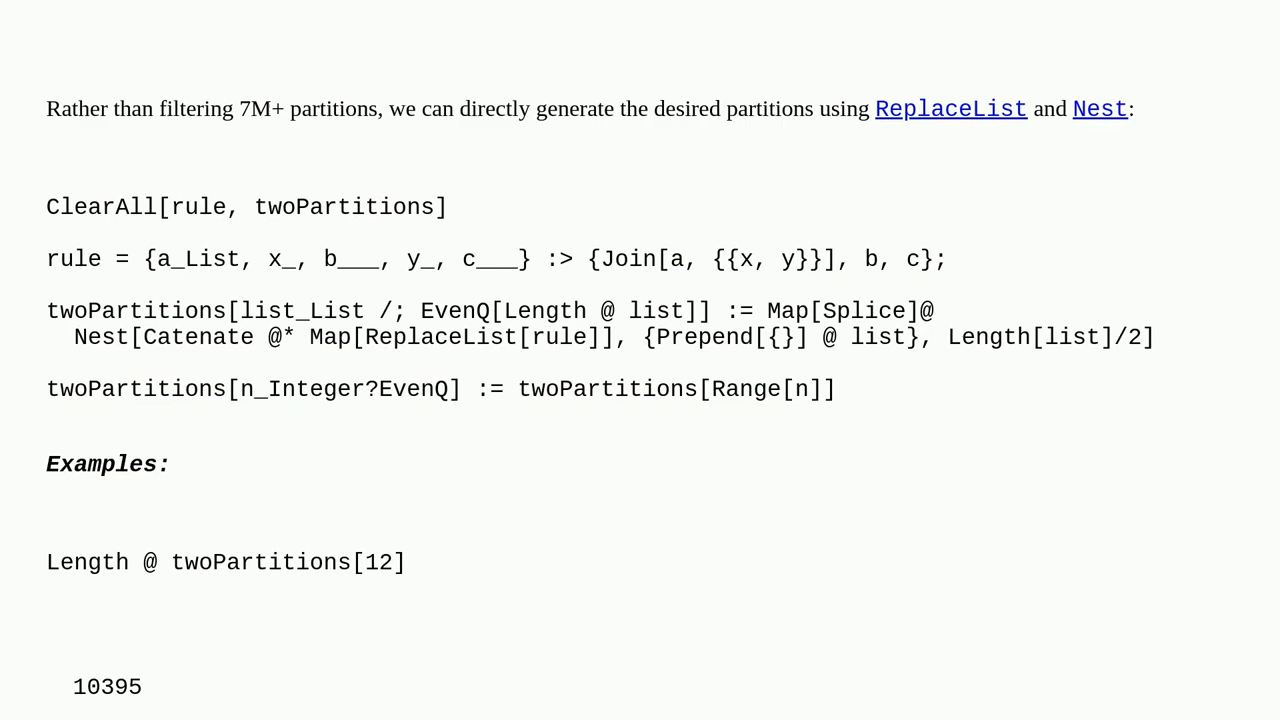 Rather than filtering 7M+ partitions, we can directly generate the desired partitions using ReplaceList and Nest:
ClearAll[rule, twoPartitions]
rule = {a_List, x_, b___, y_, c___} :> {Join[a, {{x, y}}], b, c};
twoPartitions[list_List /; EvenQ[Length @ list]] := Map[Splice]@
  Nest[Catenate @* Map[ReplaceList[rule]], {Prepend[{}] @ list}, Length[list]/2]
twoPartitions[n_Integer?EvenQ] := twoPartitions[Range[n]]
Examples:
Length @ twoPartitions[12]
10395